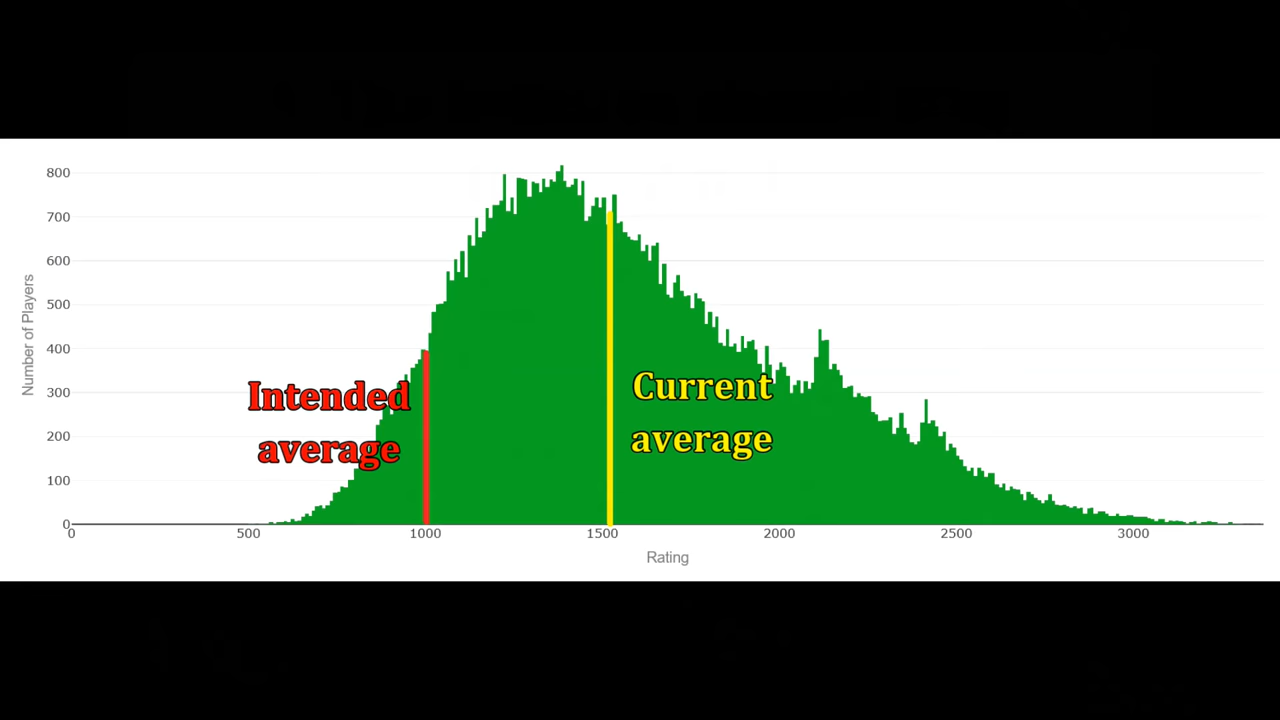 800
700
600
500
400
300
200
100
0
Number of Players
Intended
average
Current
average
0 500 1000 1500 2000 2500 3000
Rating